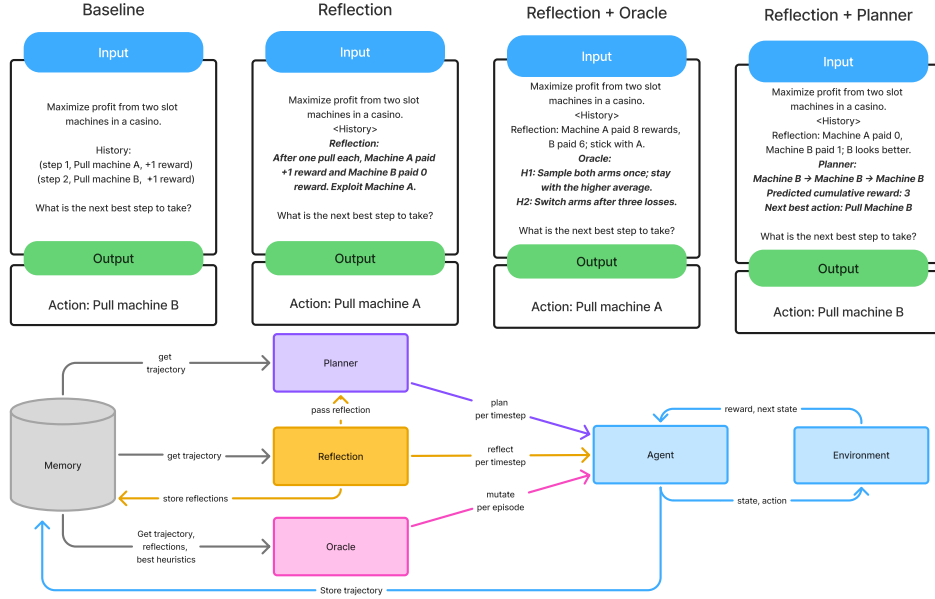 Baseline
Input
Maximize profit from two slot
machines in a casino.
History:
(step 1, Pull machine A, +1 reward)
(step 2, Pull machine B,  +1 reward)
What is the next best step to take?
Output
Action: Pull machine B
Reflection
Input
Maximize profit from two slot
machines in a casino.
<History>
Reflection:
After one pull each, Machine A paid
+1 reward and Machine B paid 0
reward. Exploit Machine A.
What is the next best step to take?
Output
Action: Pull machine A
Reflection + Oracle
Input
Maximize profit from two slot
machines in a casino.
<History>
Reflection: Machine A paid 8 rewards,
B paid 6; stick with A.
Oracle:
H1: Sample both arms once; stay
with the higher average.
H2: Switch arms after three losses.
What is the next best step to take?
Output
Action: Pull machine A
Reflection + Planner
Input
Maximize profit from two slot
machines in a casino.
<History>
Reflection: Machine A paid 0,
Machine B paid 1; B looks better.
Planner:
Machine B → Machine B → Machine B
Predicted cumulative reward: 3
Next best action: Pull Machine B
What is the next best step to take?
Output
Action: Pull machine B
get
trajectory
Planner
pass reflection
plan
per timestep
reward, next state
Memory
get trajectory
Reflection
reflect
per timestep
Agent
Environment
store reflections
mutate
per episode
state, action
Get trajectory,
reflections,
best heuristics
Oracle
Store trajectory